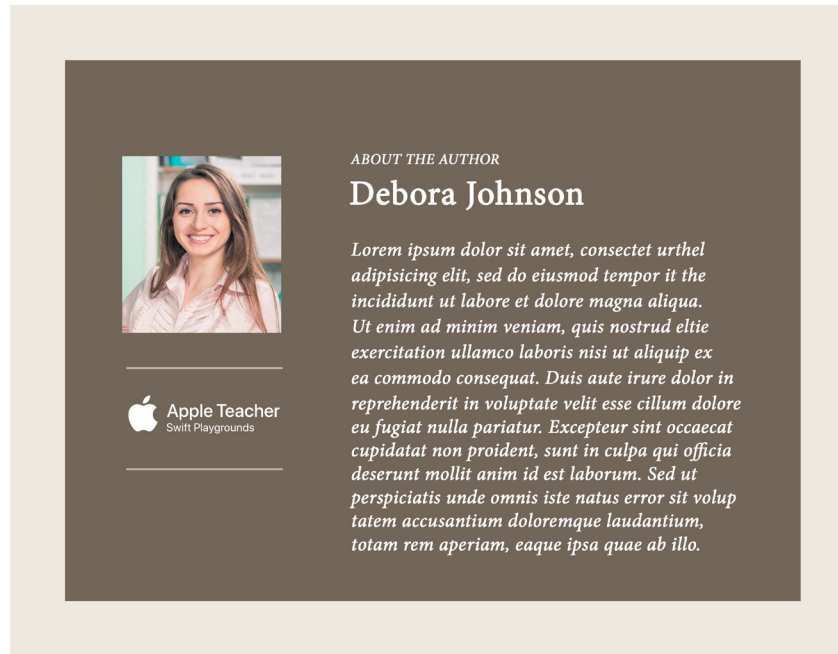 ABOUT THE AUTHOR
Debora Johnson
Lorem ipsum dolor sit amet, consectet urthel
adipisicing elit, sed do eiusmod tempor it the
incididunt ut labore et dolore magna aliqua.
Ut enim ad minim veniam, quis nostrud eltie
exercitation ullamco laboris nisi ut aliquip ex
ea commodo consequat. Duis aute irure dolor in
reprehenderit in voluptate velit esse cillum dolore
eu fugiat nulla pariatur. Excepteur sint occaecat
cupidatat non proident, sunt in culpa qui officia
deserunt mollit anim id est laborum. Sed ut
perspiciatis unde omnis iste natus error sit volup
tatem accusantium doloremque laudantium,
totam rem aperiam, eaque ipsa quae ab illo.
Apple Teacher
Swift Playgrounds